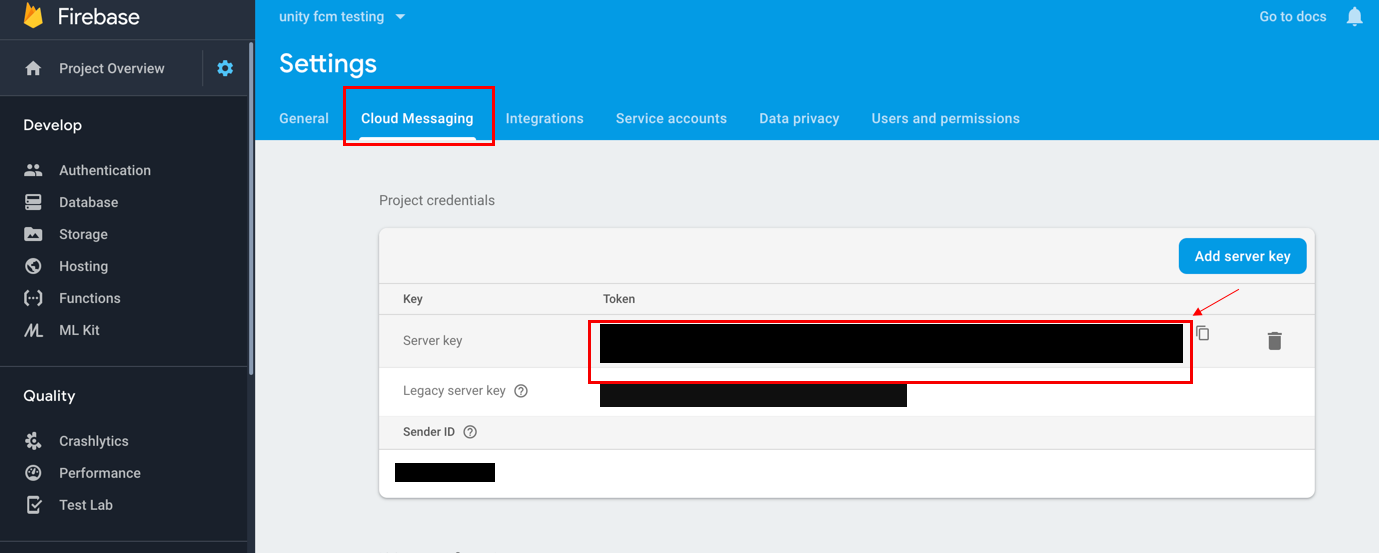 Firebase
Project Overview
Develop
Authentication
Database
Storage
Hosting
Functions
ML Kit
Quality
Crashlytics
Performance
Test Lab
unity fcm testing
Go to docs
Settings
General Cloud Messaging Integrations Service accounts Data privacy Users and permissions
Project credentials
Add server key
Key Token
Server key
Legacy server key ?
Sender ID ?